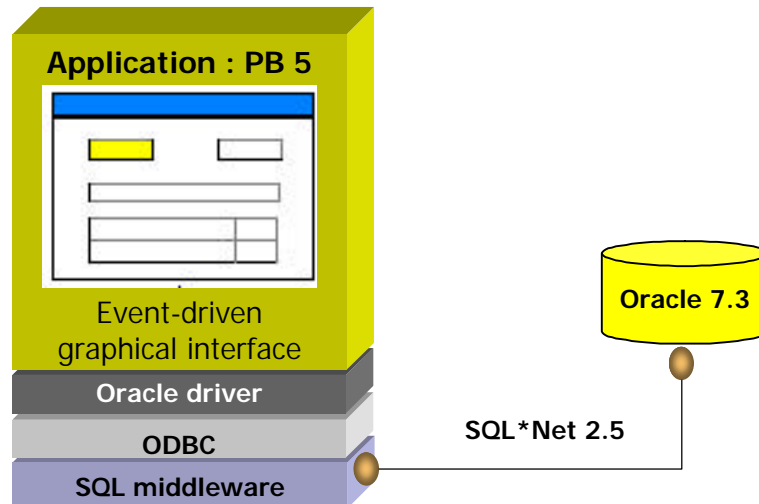 Application : PB 5
Event-driven
graphical interface
Oracle driver
ODBC
SQL middleware
SQL*Net 2.5
Oracle 7.3